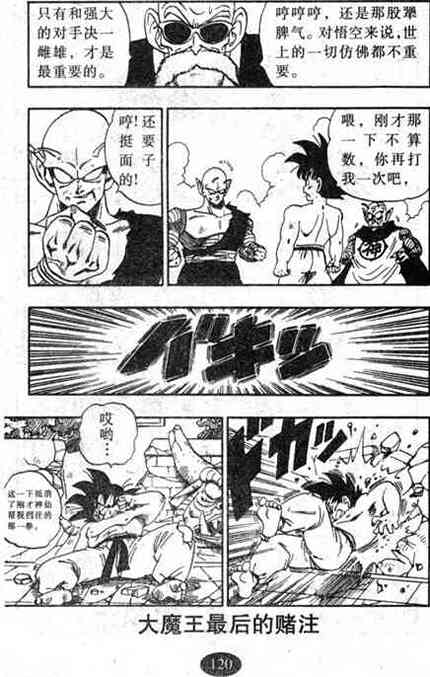 哼哼哼，还是那股犟
脾气。对悟空来说，世
上的一切仿佛都不重
要。
只有和强大
的对手决一
雌雄，才是
最重要的。
喂，刚才那
一下不算
数，你再打
我一次吧，
神
哼！还
挺要
面子
的！
バキッ
ドカッ
哎
哟
…
这一下抵消
了刚才神仙
帮我挡住的
那一拳。
大魔王最后的赌注
120